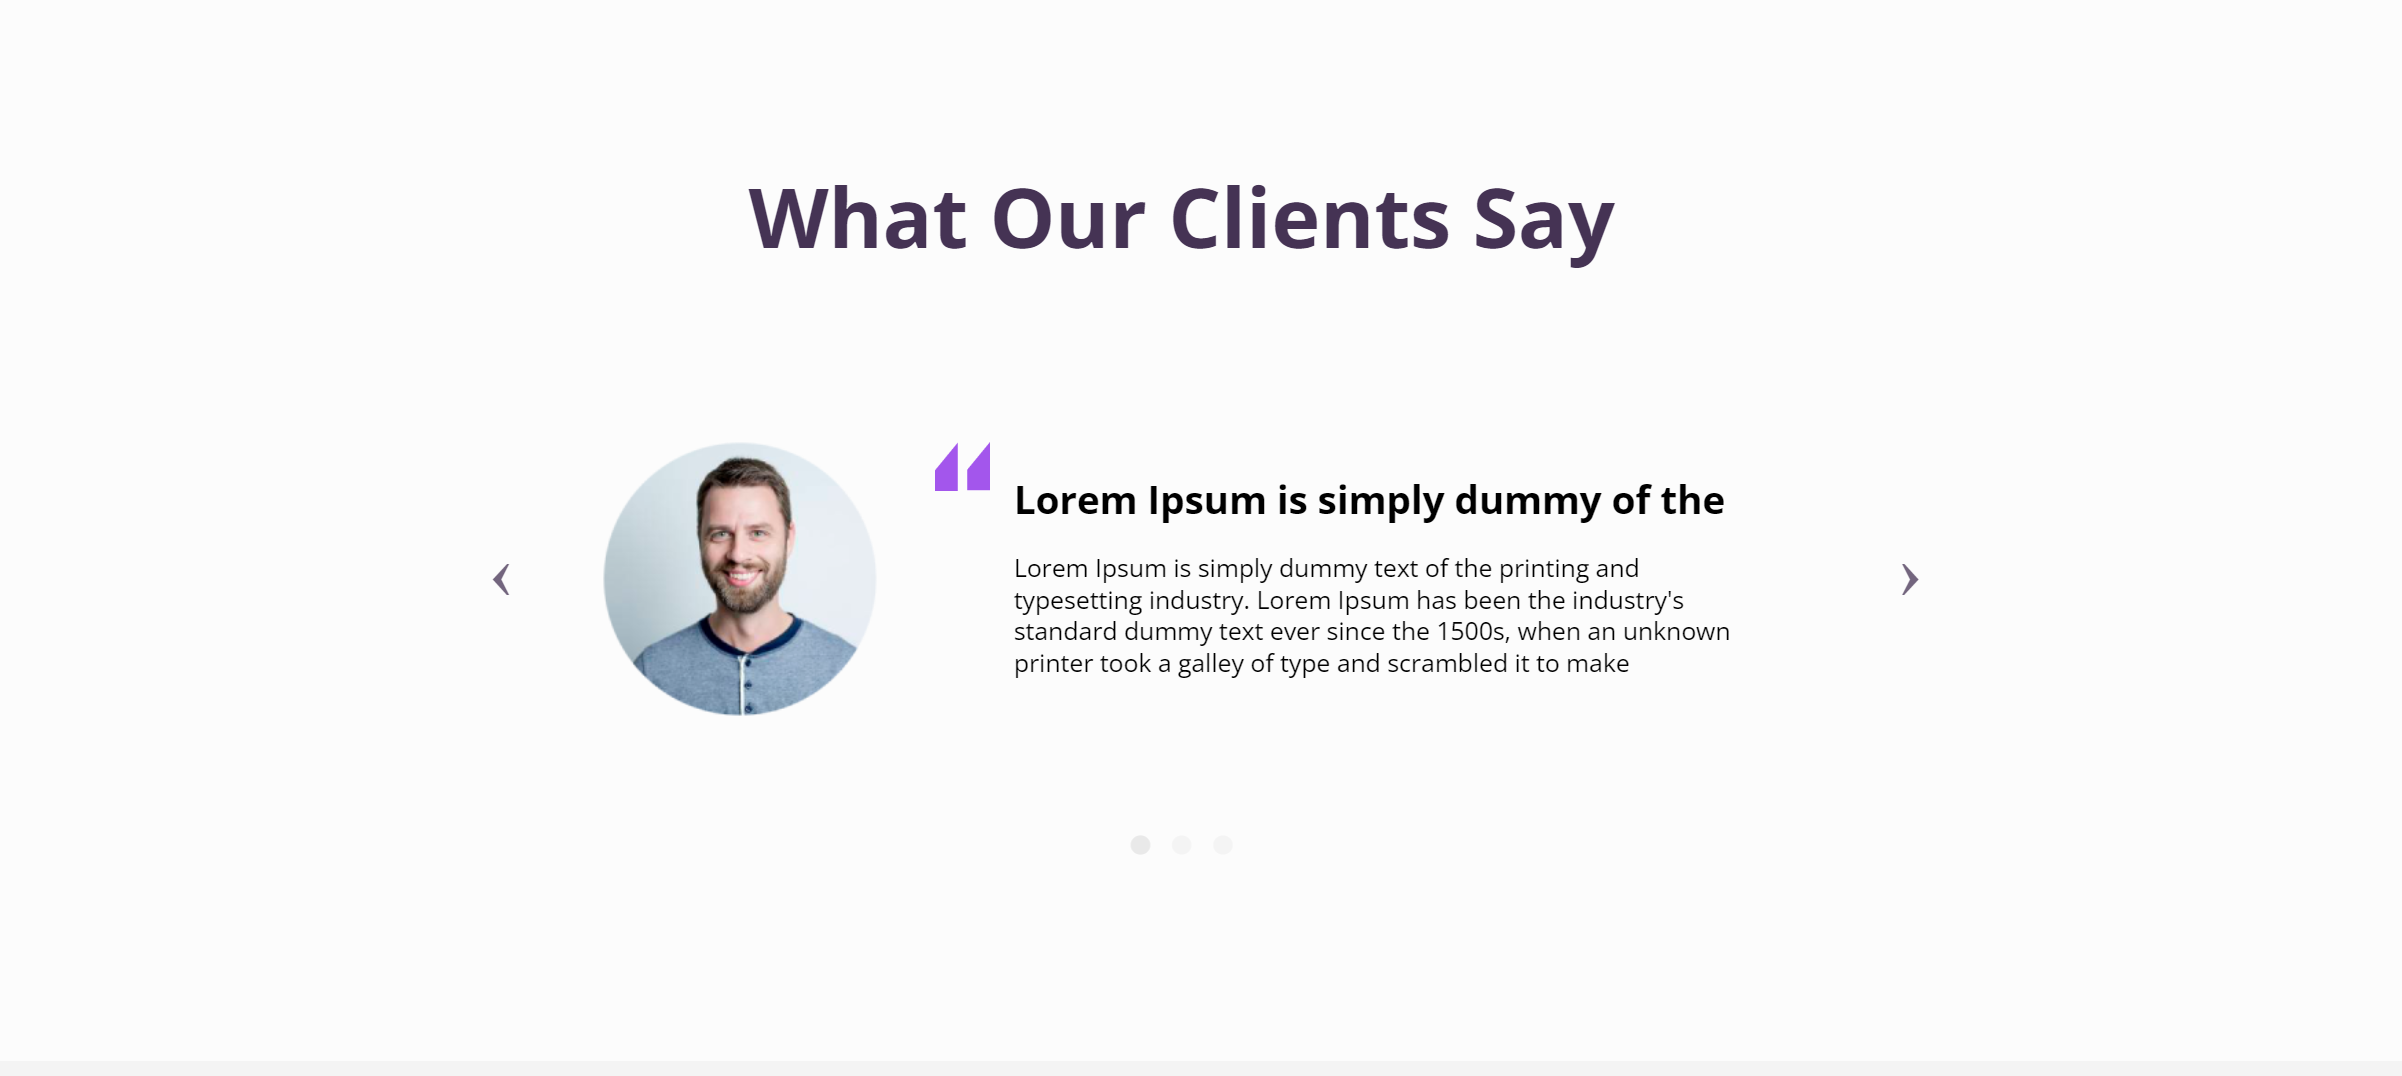 What Our Clients Say
Lorem Ipsum is simply dummy of the
Lorem Ipsum is simply dummy text of the printing and
typesetting industry. Lorem Ipsum has been the industry's
standard dummy text ever since the 1500s, when an unknown
printer took a galley of type and scrambled it to make